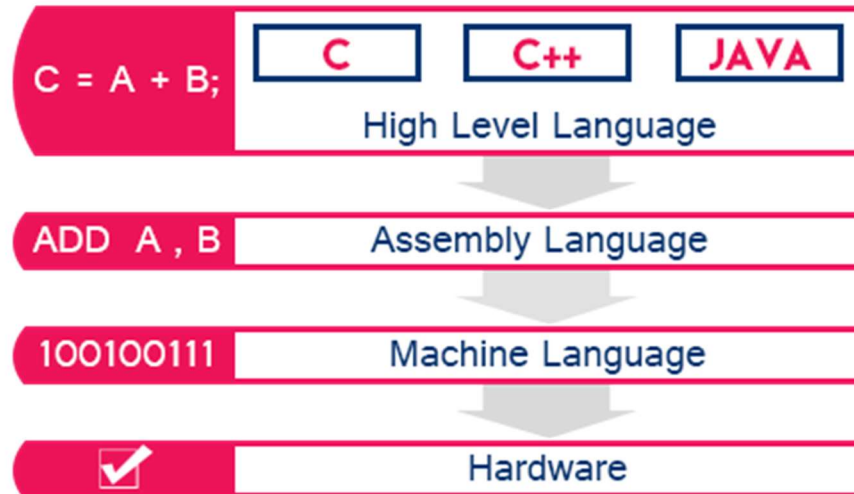 C = A + B;
C C++ JAVA
High Level Language
ADD A , B
Assembly Language
100100111
Machine Language
Hardware